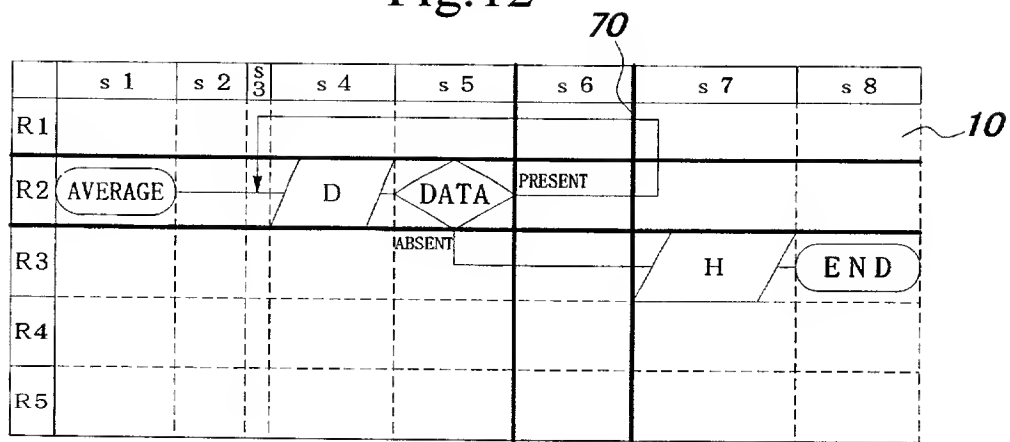 Fig.12
70
s 1 s 2 s3 s 4 s 5 s 6 s 7 s 8
R1
10
R2 AVERAGE D DATA PRESENT
ABSENT
R3 H END
R4
R5